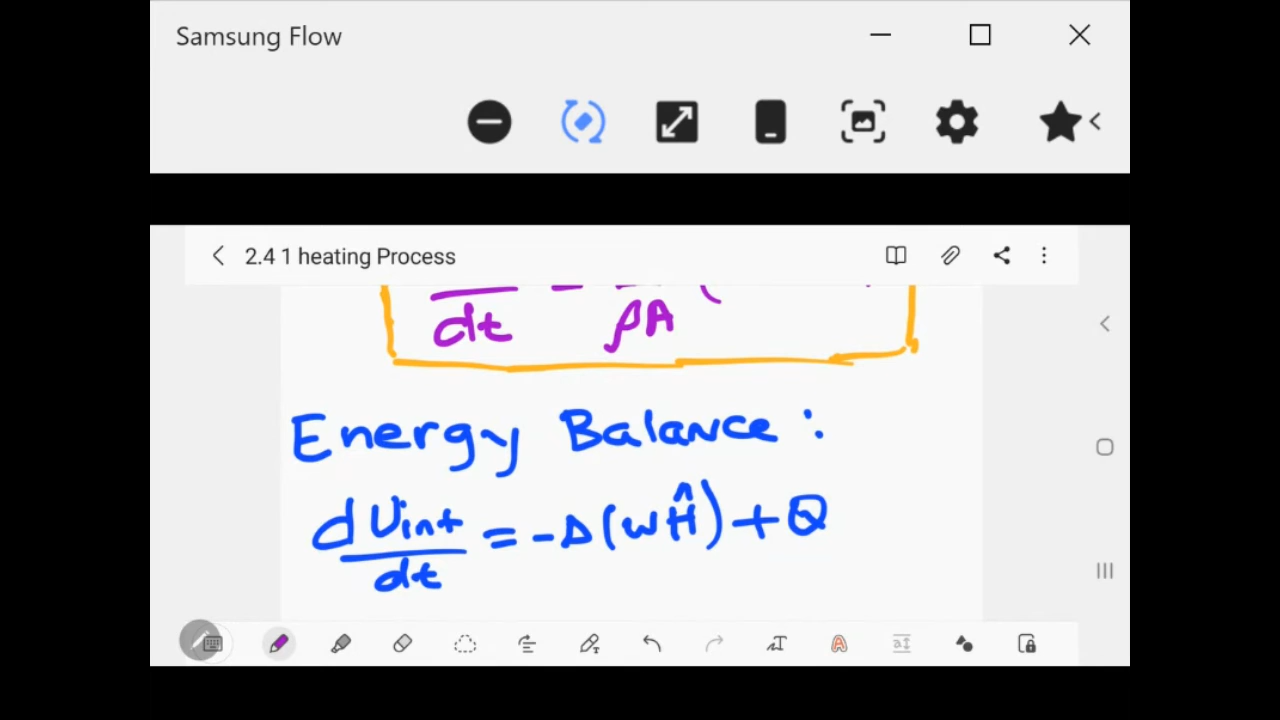 Samsung Flow
2.4 1 heating Process
dt = ρA (
Energy Balance :
dUint/dt = -Δ(wĤ) + Q